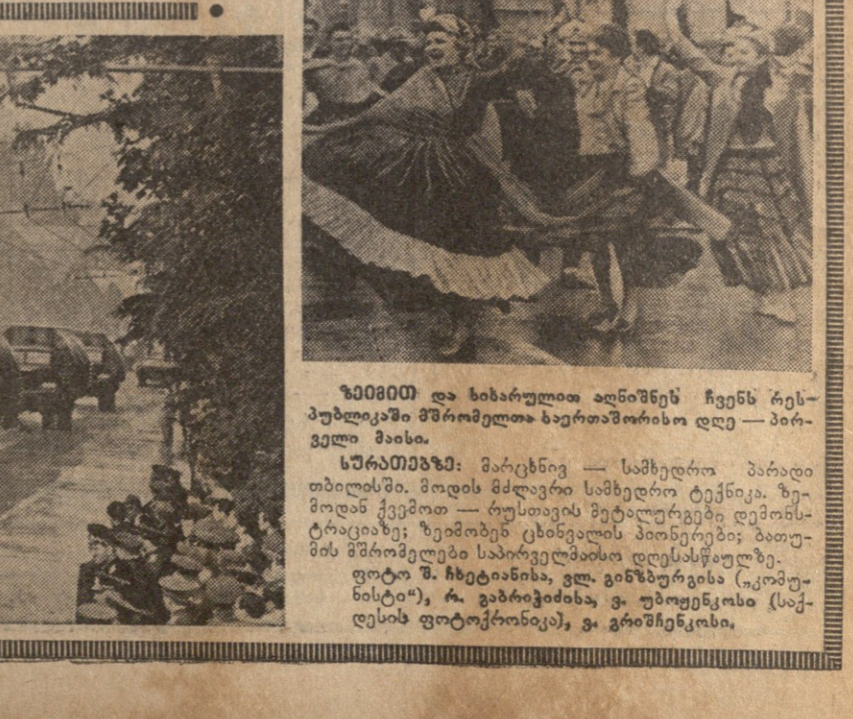 ზეიმით და სიხარულით აღნიშნეს ჩვენს რეს-
პუბლიკაში მშრომელთა საერთაშორისო დღე — პირ-
ველი მაისი.
სურათებზე: მარცხნივ — სამხედრო პარადი
თბილისში. მოდის მძლავრი სამხედრო ტექნიკა. ზე-
მოდან ქვემოთ — რუსთავის მეტალურგები დემონს-
ტრაციაზე; ზეიმობენ ცხინვალის პიონერები; ბათუ-
მის მშრომელები საპირველმაისო დღესასწაულზე.
ფოტო შ. ჩხეტიანისა, ვლ. გინზბურგისა („კომუ-
ნისტი“), რ. გაბრიჭიძისა, ვ. უბოჟენკოსი (საქ-
დესის ფოტოქრონიკა), ვ. გრიშჩენკოსი.